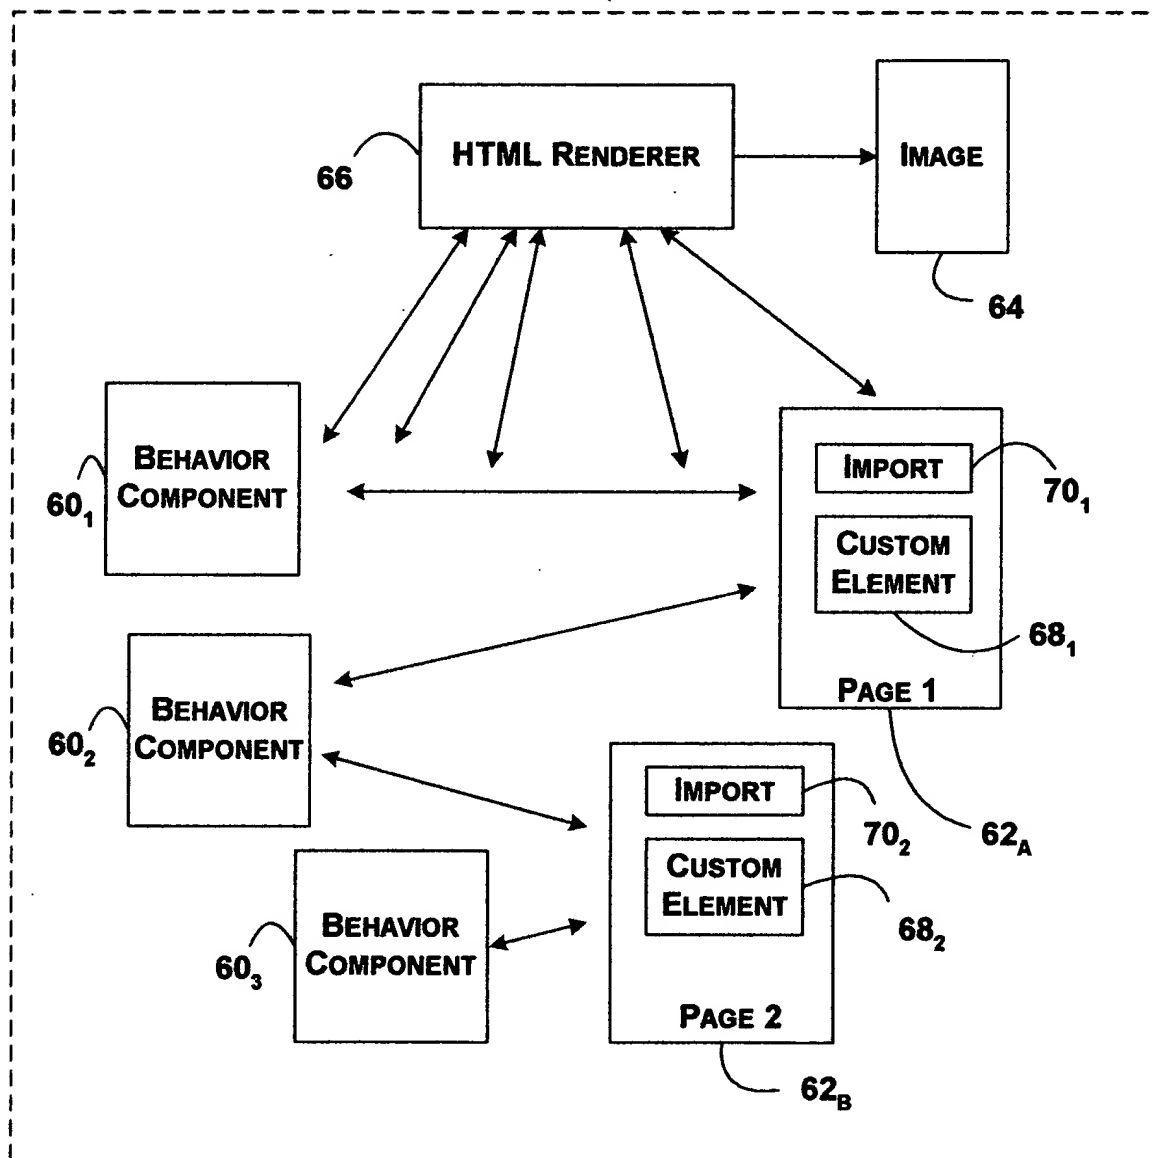 HTML RENDERER
IMAGE
66
64
BEHAVIOR
COMPONENT
60₁
IMPORT
70₁
CUSTOM
ELEMENT
68₁
PAGE 1
62A
BEHAVIOR
COMPONENT
60₂
IMPORT
70₂
CUSTOM
ELEMENT
68₂
PAGE 2
62B
BEHAVIOR
COMPONENT
60₃